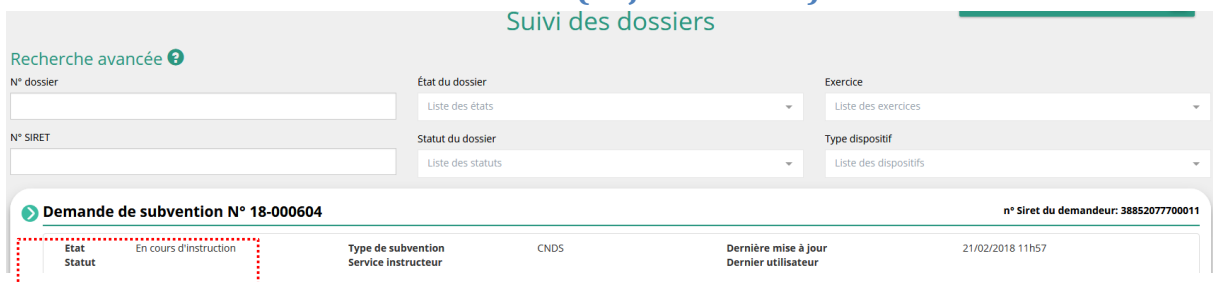 Suivi des dossiers
Recherche avancée ?
N° dossier État du dossier Exercice
Liste des états Liste des exercices
N° SIRET Statut du dossier Type dispositif
Liste des statuts Liste des dispositifs
Demande de subvention N° 18-000604 n° Siret du demandeur: 38852077700011
Etat En cours d'instruction Type de subvention CNDS Dernière mise à jour 21/02/2018 11h57
Statut Service instructeur Dernier utilisateur